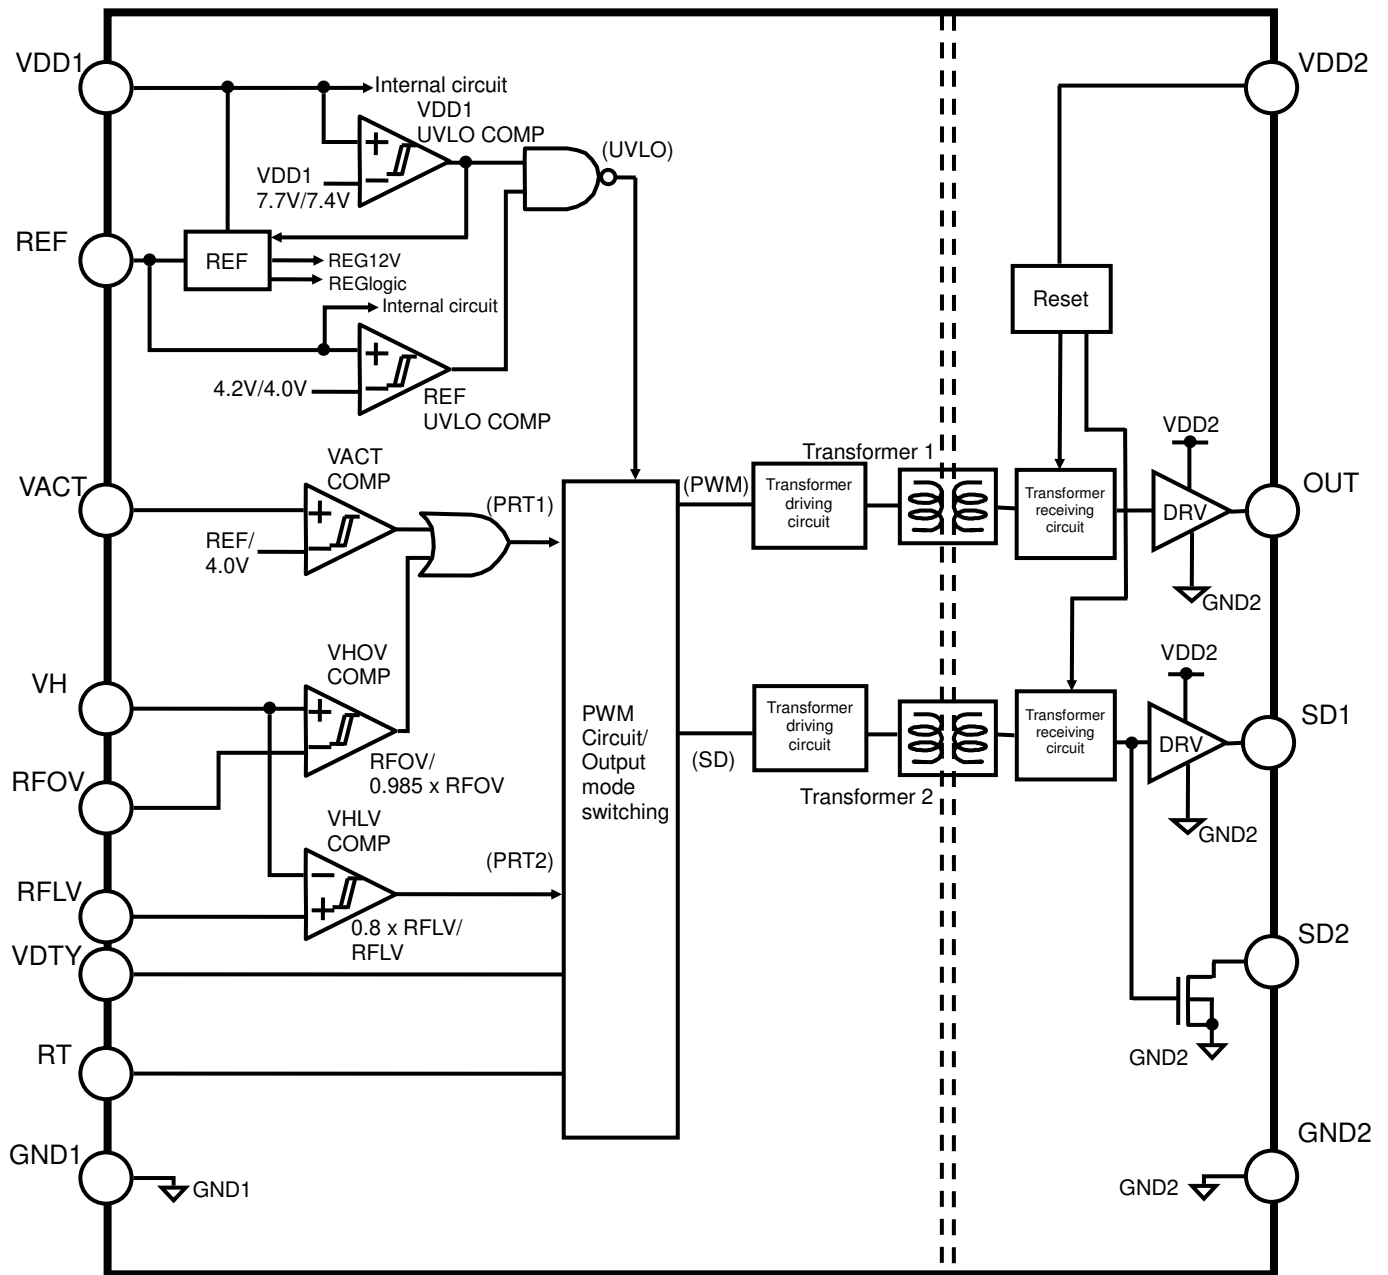 VDD1
Internal circuit
VDD1
UVLO COMP
+
−
VDD1
7.7V/7.4V
(UVLO)
REF
REF
REG12V
REGlogic
Internal circuit
+
−
4.2V/4.0V
REF
UVLO COMP
VACT
VACT
COMP
+
−
REF/
4.0V
(PRT1)
VH
VHOV
COMP
+
−
RFOV
RFOV/
0.985 x RFOV
VHLV
COMP
−
+
(PRT2)
RFLV
0.8 x RFLV/
RFLV
VDTY
RT
GND1
GND1
PWM
Circuit/
Output
mode
switching
(PWM)
Transformer
driving
circuit
Transformer 1
Transformer
receiving
circuit
(SD)
Transformer
driving
circuit
Transformer 2
Transformer
receiving
circuit
VDD2
Reset
VDD2
DRV
OUT
GND2
VDD2
DRV
SD1
GND2
SD2
GND2
GND2
GND2